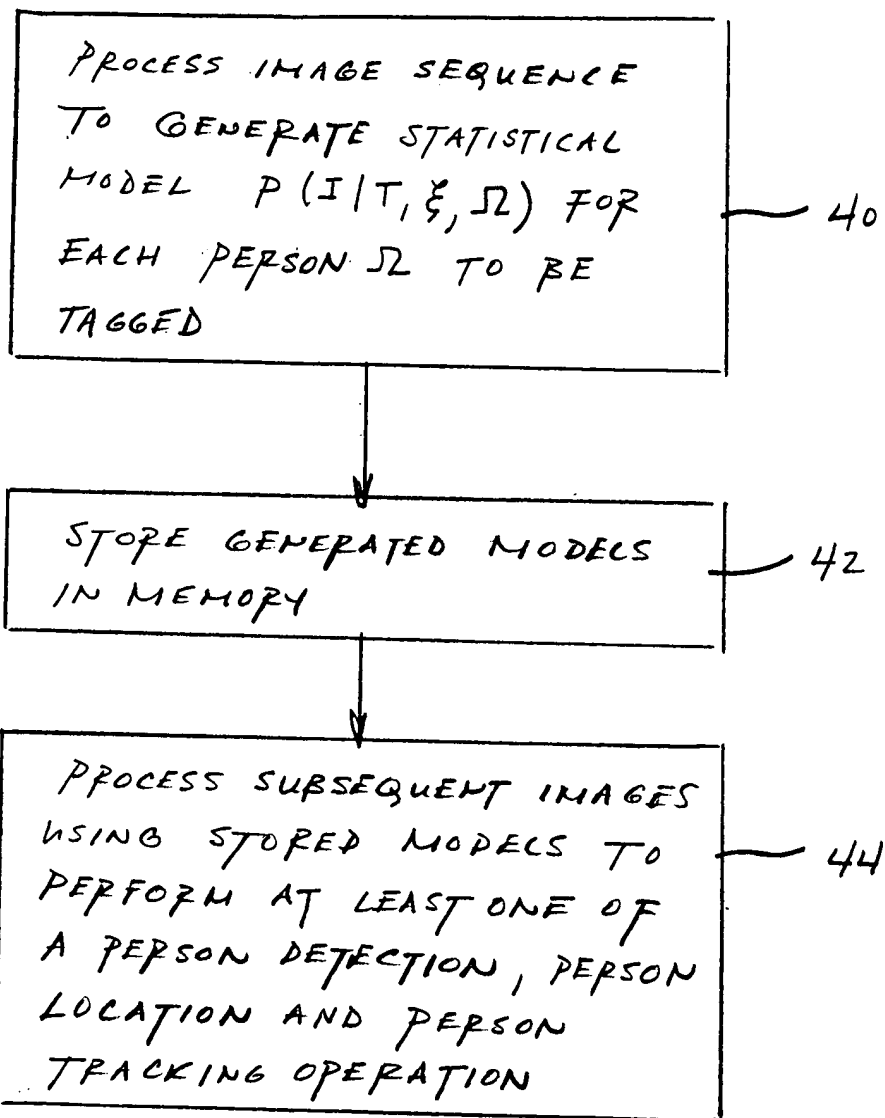 PROCESS IMAGE SEQUENCE
TO GENERATE STATISTICAL
MODEL P(I|T, ξ, Ω) FOR
EACH PERSON Ω TO BE
TAGGED
40
STORE GENERATED MODELS
IN MEMORY
42
PROCESS SUBSEQUENT IMAGES
USING STORED MODELS TO
PERFORM AT LEAST ONE OF
A PERSON DETECTION, PERSON
LOCATION AND PERSON
TRACKING OPERATION
44